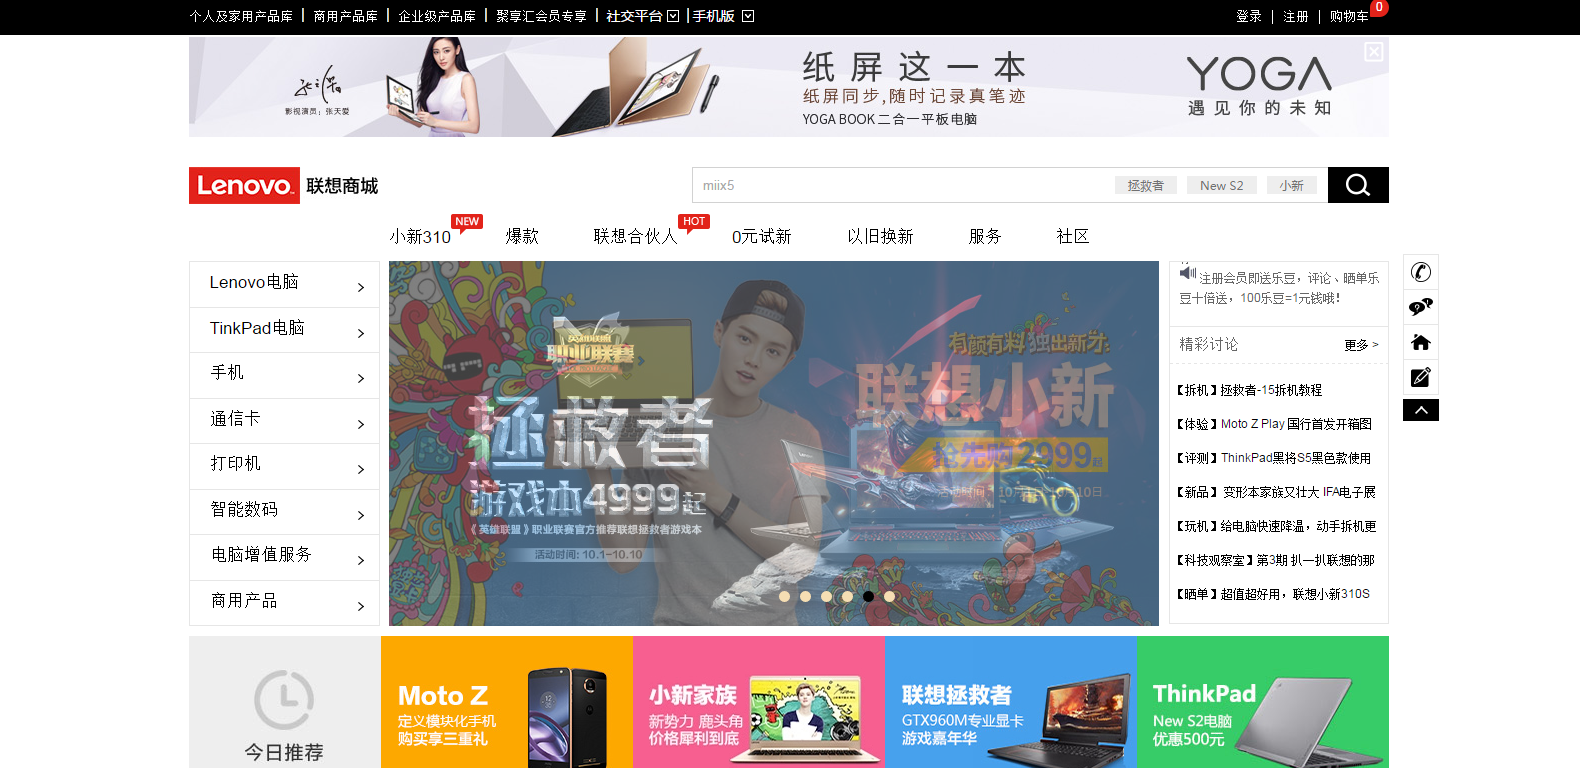 个人及家用产品库 | 商用产品库 | 企业级产品库 | 聚享汇会员专享 | 社交平台 | 手机版
登录 | 注册 | 购物车 0
影视演员：张天爱
纸屏这一本
纸屏同步,随时记录真笔迹
YOGA BOOK 二合一平板电脑
YOGA
遇见你的未知
Lenovo 联想商城
miix5 拯救者 New S2 小新
NEW HOT
小新310 爆款 联想合伙人 0元试新 以旧换新 服务 社区
Lenovo电脑 >
TinkPad电脑 >
手机 >
通信卡 >
打印机 >
智能数码 >
电脑增值服务 >
商用产品 >
职业联赛
拯救者
游戏本4999起
《英雄联盟》职业联赛官方推荐联想拯救者游戏本
活动时间: 10.1-10.10
有颜有料 独出新才
联想小新
抢先购 2999起
注册会员即送乐豆，评论、晒单乐
豆十倍送，100乐豆=1元钱哦！
精彩讨论 更多 >
【拆机】拯救者-15拆机教程
【体验】Moto Z Play 国行首发开箱图
【评测】ThinkPad黑将S5黑色款使用
【新品】 变形本家族又壮大 IFA电子展
【玩机】给电脑快速降温，动手拆机更
【科技观察室】第3期 扒一扒联想的那
【晒单】超值超好用，联想小新310S
今日推荐
Moto Z
定义模块化手机
购买享三重礼
小新家族
新势力 鹿头角
价格犀利到底
联想拯救者
GTX960M专业显卡
游戏嘉年华
ThinkPad
New S2电脑
优惠500元